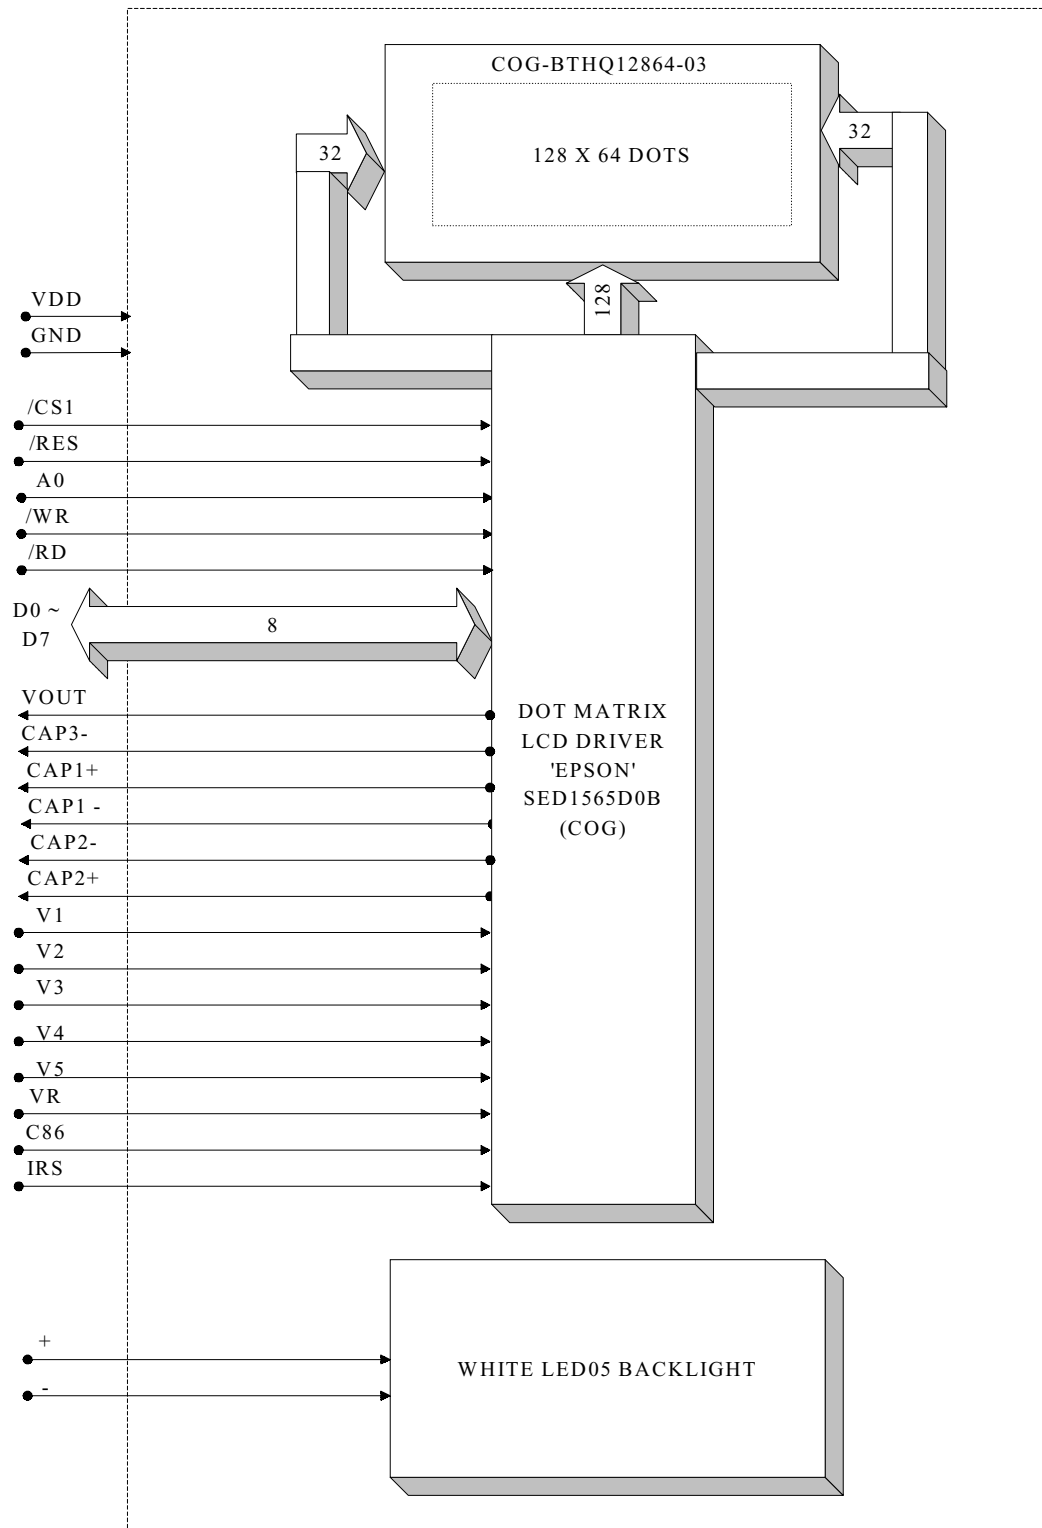 COG-BTHQ12864-03
32
128 X 64 DOTS
32
128
VDD
GND
/CS1
/RES
A0
/WR
/RD
D0 ~
D7
8
VOUT
CAP3-
CAP1+
CAP1 -
CAP2-
CAP2+
V1
V2
V3
V4
V5
VR
C86
IRS
DOT MATRIX
LCD DRIVER
'EPSON'
SED1565D0B
(COG)
+
-
WHITE LED05 BACKLIGHT